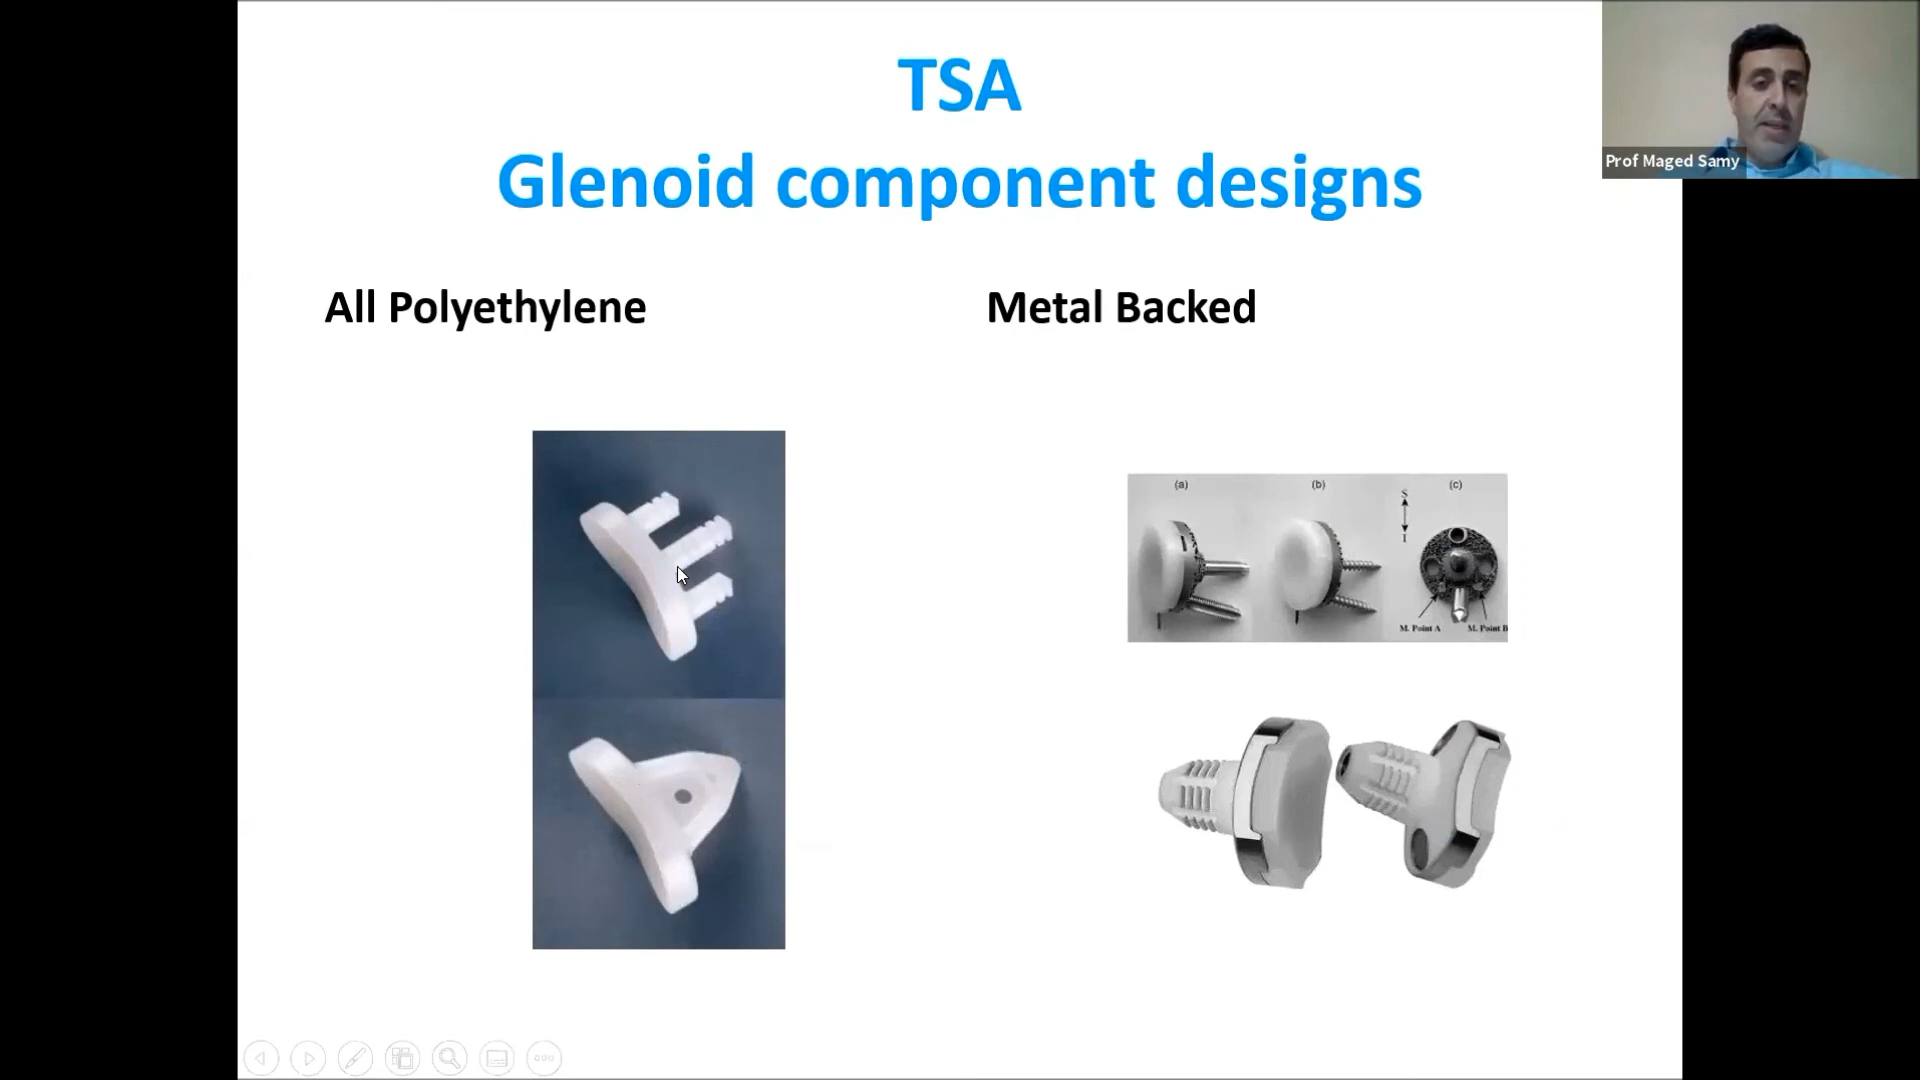 TSA
Glenoid component designs
Prof Maged Samy
All Polyethylene
Metal Backed
(a)
(b)
(c)
S
I
M. Point A
M. Point B